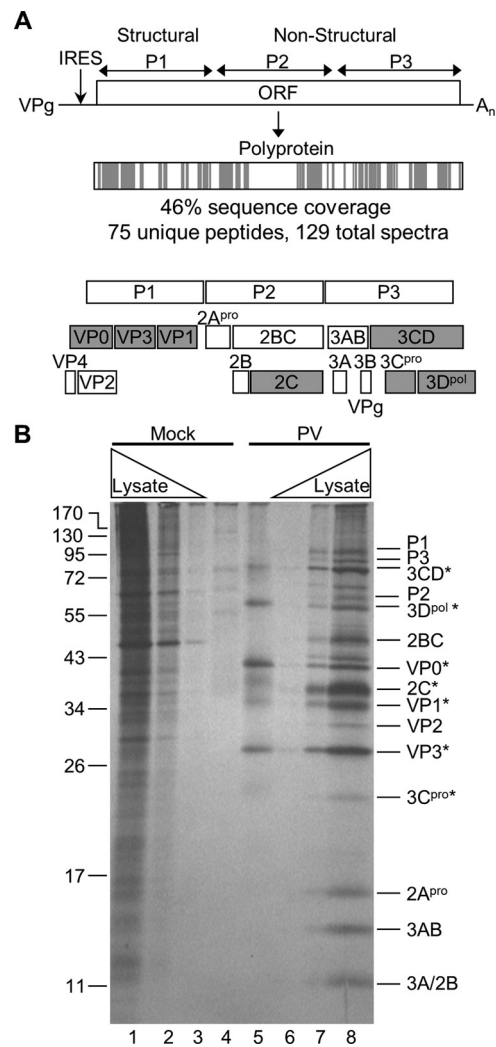 A
Structural Non-Structural
IRES P1 P2 P3
VPg ORF An
Polyprotein
46% sequence coverage
75 unique peptides, 129 total spectra
P1 P2 P3
2Apro
VP0 VP3 VP1 2BC 3AB 3CD
VP4 2B 3A 3B 3Cpro
VP2 2C 3Dpol
VPg
B
Mock PV
Lysate Lysate
170
130
95
72
55
43
34
26
17
11
P1
P3
3CD*
P2
3Dpol*
2BC
VP0*
2C*
VP1*
VP2
VP3*
3Cpro*
2Apro
3AB
3A/2B
1 2 3 4 5 6 7 8